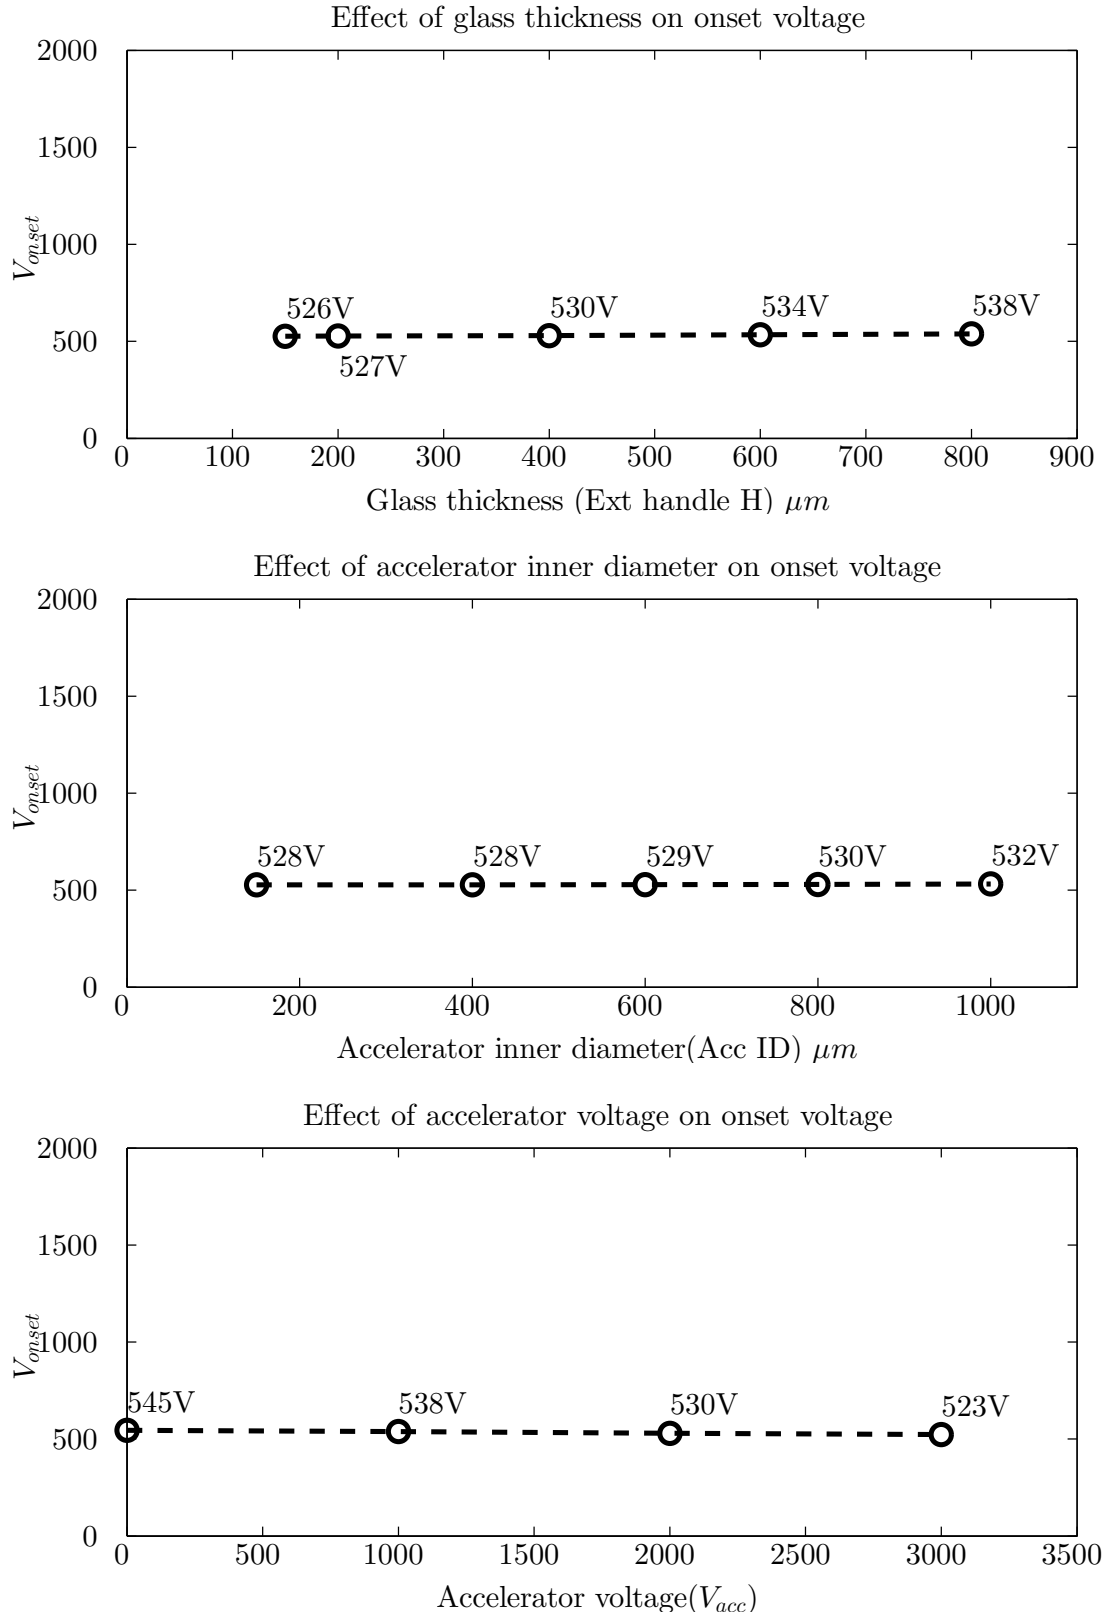 Effect of glass thickness on onset voltage
2000
1500
1000
500
0
V_onset
526V
527V
530V
534V
538V
0 100 200 300 400 500 600 700 800 900
Glass thickness (Ext handle H) μm
Effect of accelerator inner diameter on onset voltage
2000
1500
1000
500
0
V_onset
528V 528V 529V 530V 532V
0 200 400 600 800 1000
Accelerator inner diameter(Acc ID) μm
Effect of accelerator voltage on onset voltage
2000
1500
1000
500
0
V_onset
545V 538V 530V 523V
0 500 1000 1500 2000 2500 3000 3500
Accelerator voltage(V_acc)